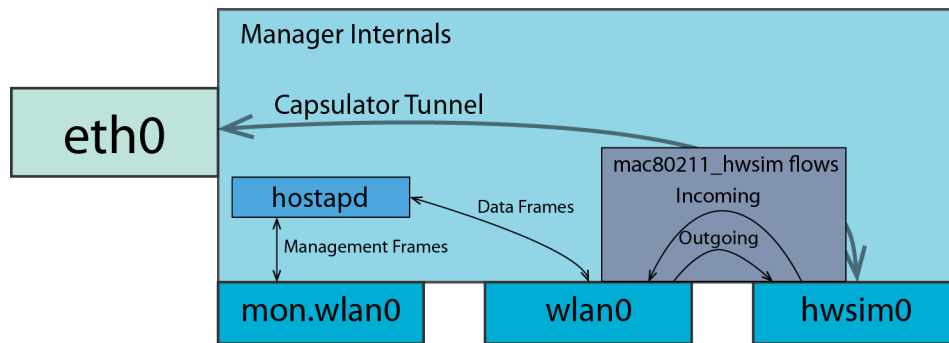 Manager Internals
Capsulator Tunnel
eth0
mac80211_hwsim flows
hostapd
Incoming
Data Frames
Outgoing
Management Frames
mon.wlan0
wlan0
hwsim0